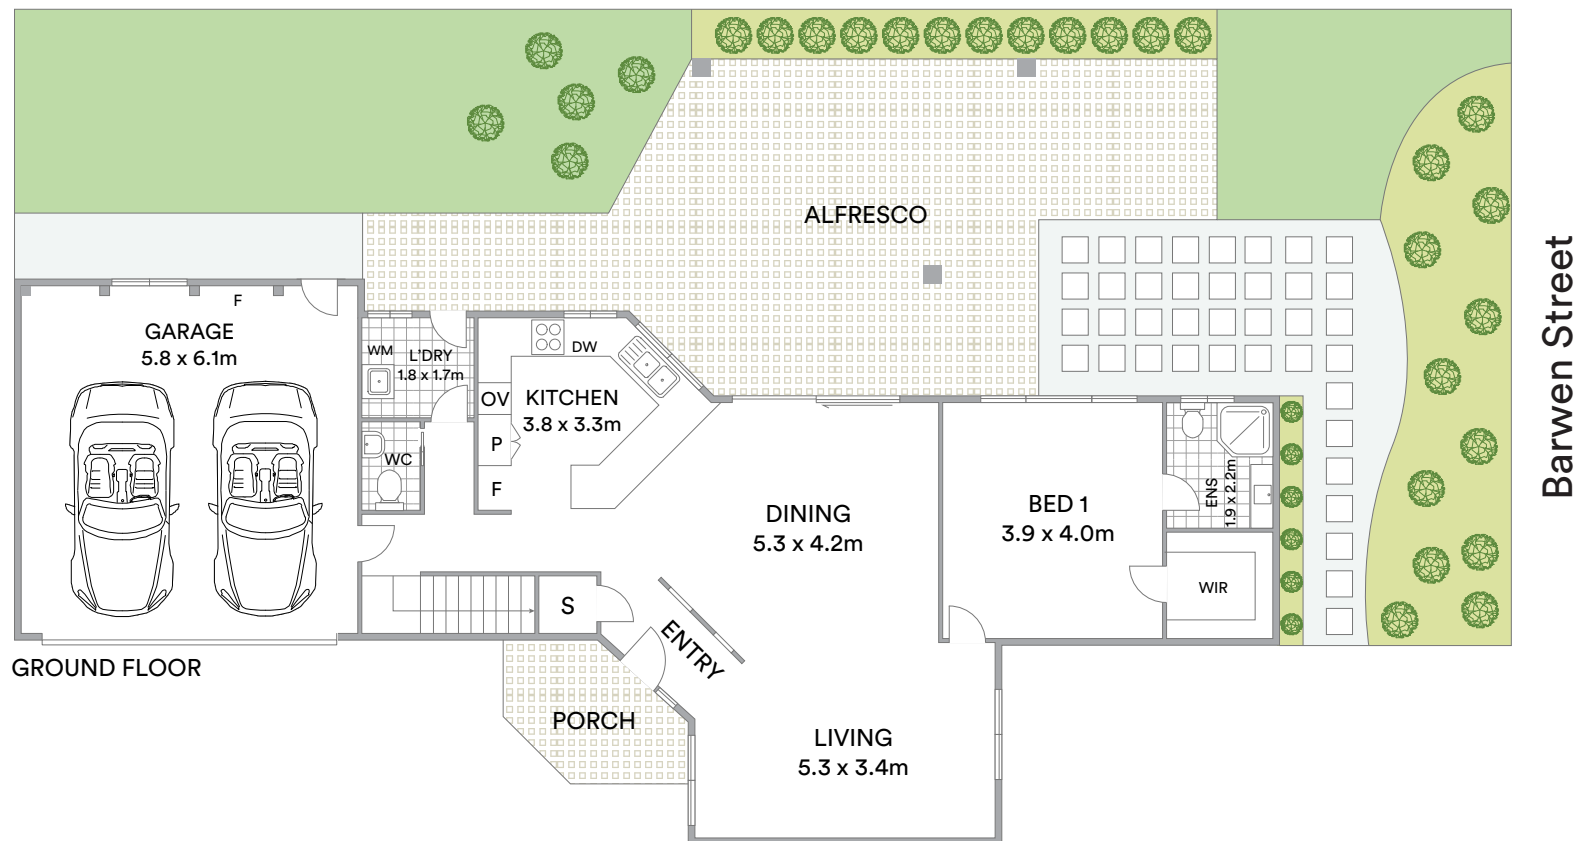 ALFRESCO
Barwen Street
F
GARAGE
5.8 x 6.1m
WM
L'DRY
1.8 x 1.7m
DW
OV
KITCHEN
3.8 x 3.3m
P
WC
F
DINING
5.3 x 4.2m
BED 1
3.9 x 4.0m
ENS
1.9 x 2.2m
WIR
S
ENTRY
GROUND FLOOR
PORCH
LIVING
5.3 x 3.4m